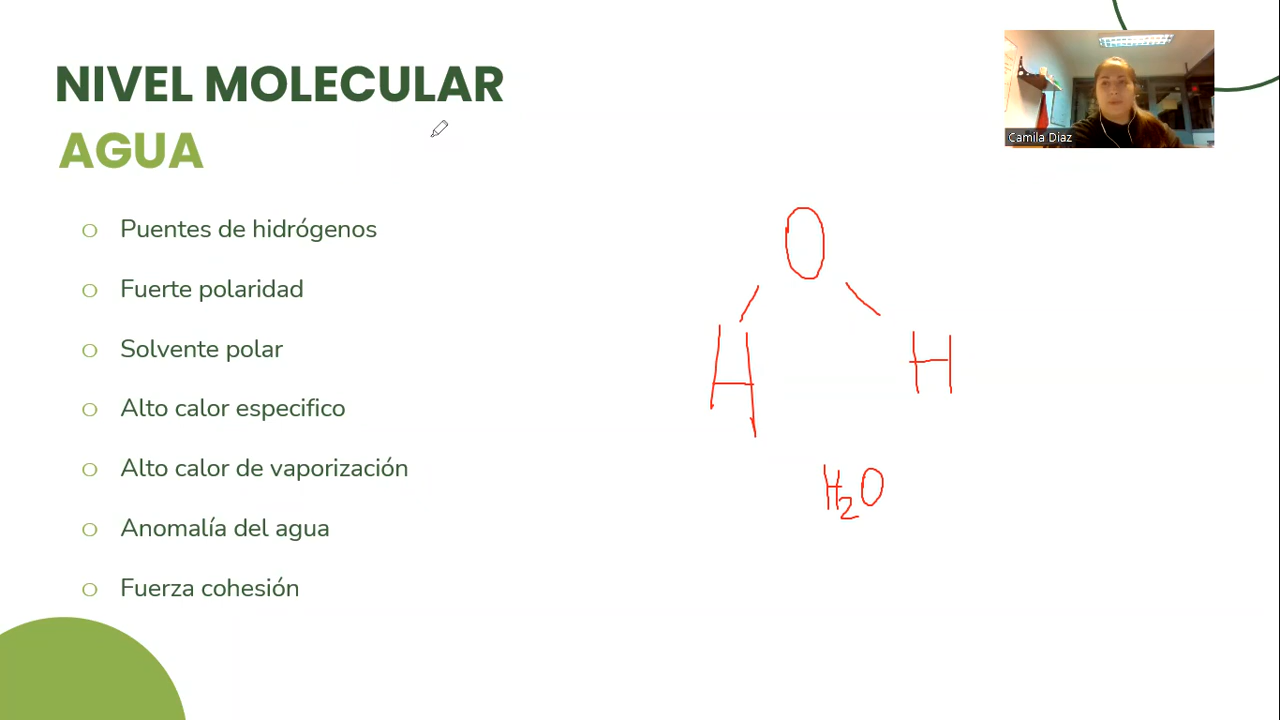 NIVEL MOLECULAR
AGUA
Camila Diaz
o Puentes de hidrógenos
o Fuerte polaridad
o Solvente polar
o Alto calor especifico
o Alto calor de vaporización
o Anomalía del agua
o Fuerza cohesión
O
H H
H₂O